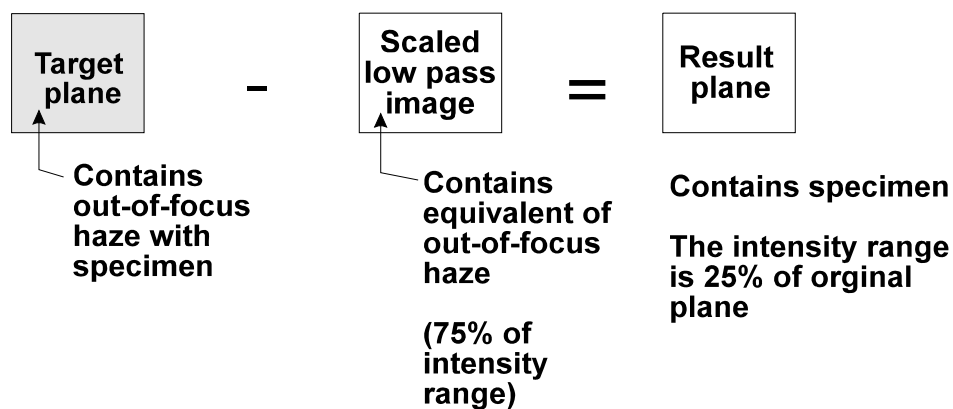 Target
plane
-
Scaled
low pass
image
=
Result
plane
Contains
out-of-focus
haze with
specimen
Contains
equivalent of
out-of-focus
haze
(75% of
intensity
range)
Contains specimen
The intensity range
is 25% of orginal
plane